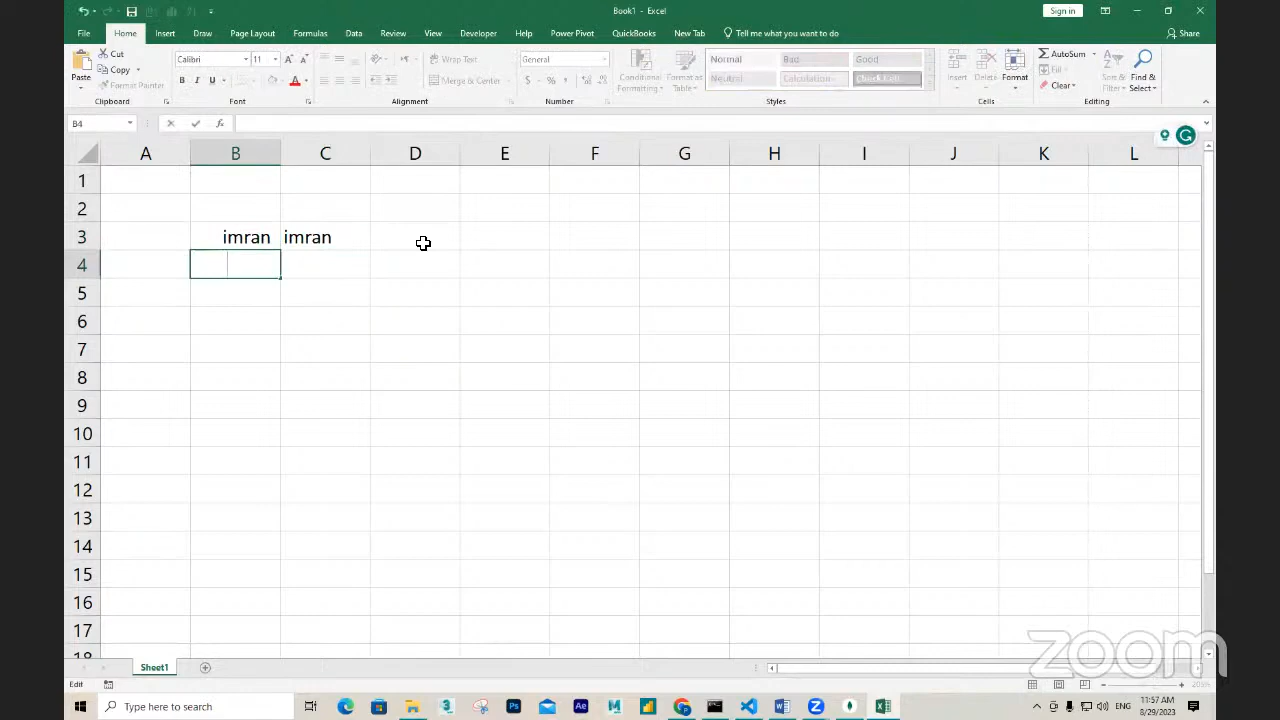 Book1 - Excel
Sign in
File Home Insert Draw Page Layout Formulas Data Review View Developer Help Power Pivot QuickBooks New Tab Tell me what you want to do Share
Paste
Cut
Copy
Format Painter
Clipboard
Calibri 11
B I U
Font
Wrap Text
Merge & Center
Alignment
General
$ % ,
Number
Conditional Formatting
Format as Table
Normal Bad Good
Neutral Calculation Check Cell
Styles
Insert Delete Format
Cells
AutoSum
Fill
Clear
Sort & Filter
Find & Select
Editing
B4
fx
A B C D E F G H I J K L
1
2
3 imran imran
4
5
6
7
8
9
10
11
12
13
14
15
16
17
18
Sheet1
zoom
Edit
Type here to search
Ps
Ae
M
Z
ENG
11:57 AM
8/29/2023